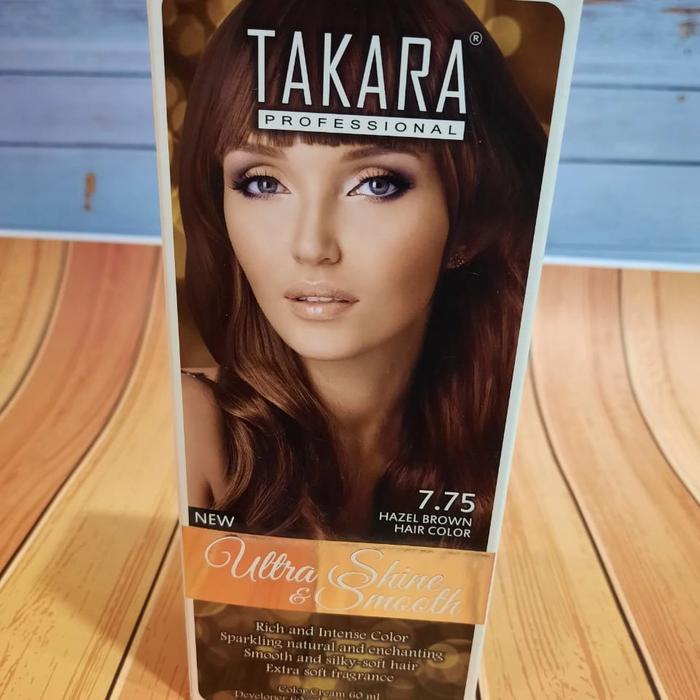 TAKARA®
PROFESSIONAL
7.75
HAZEL BROWN
HAIR COLOR
NEW
Ultra Shine
& Smooth
Rich and Intense Color
Sparkling natural and enchanting
Smooth and silky-soft hair
Extra soft fragrance
Color Cream 60 ml
Developer